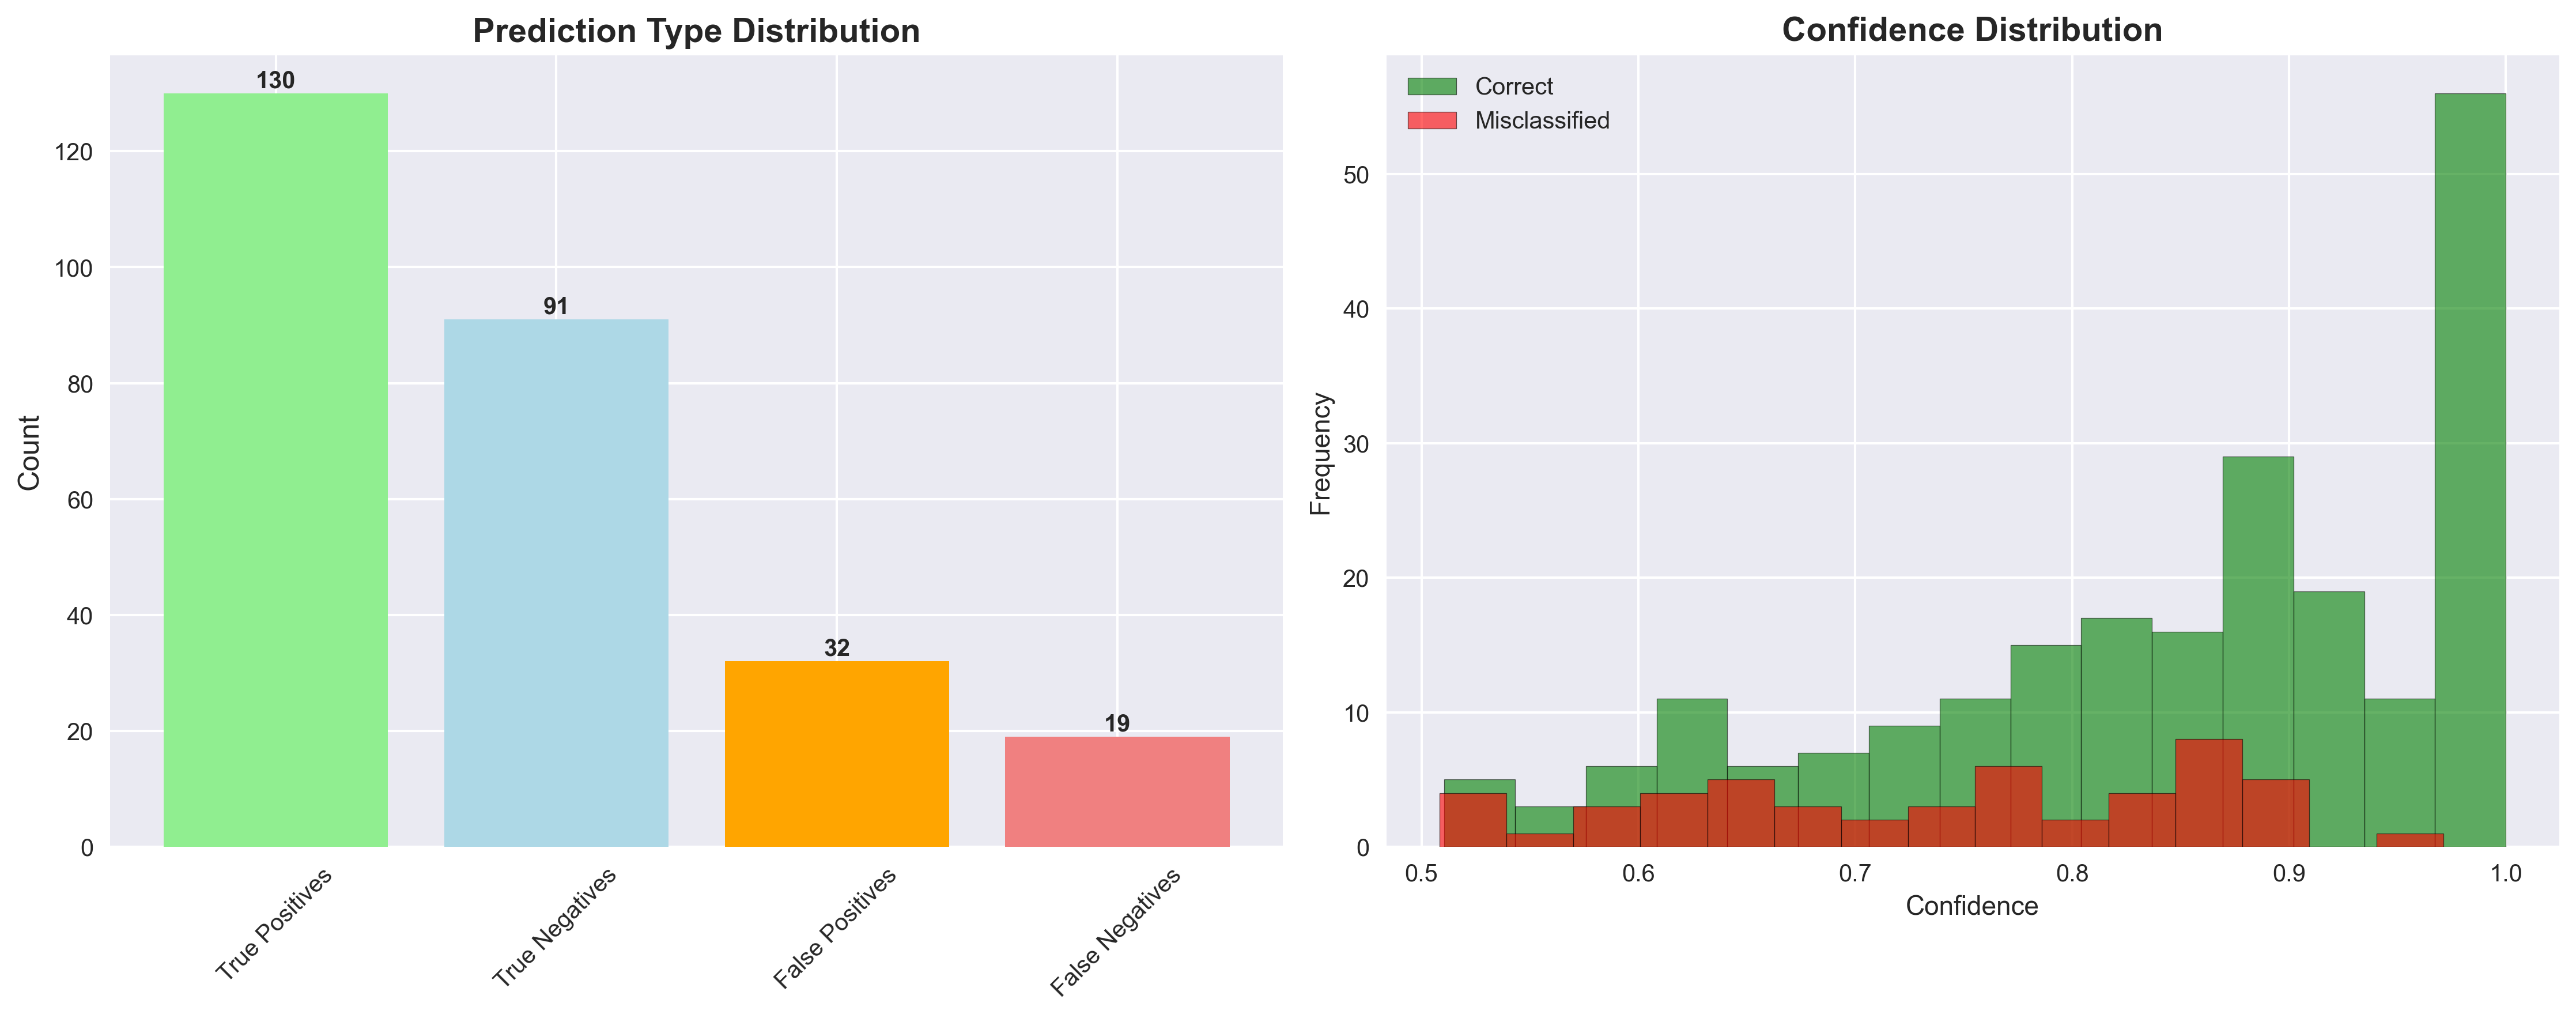 Prediction Type Distribution
Count
120
100
80
60
40
20
0
130
91
32
19
True Positives
True Negatives
False Positives
False Negatives
Confidence Distribution
Correct
Misclassified
Frequency
50
40
30
20
10
0
0.5
0.6
0.7
0.8
0.9
1.0
Confidence